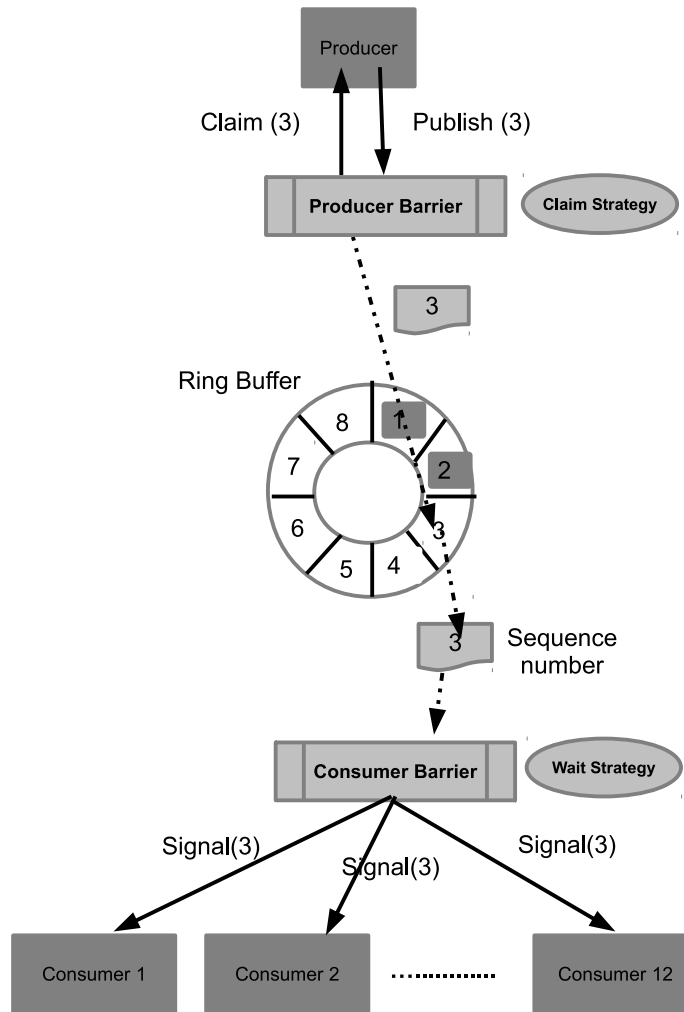 Producer
Claim (3)
Publish (3)
Producer Barrier
Claim Strategy
3
Ring Buffer
8
1
7
2
6
3
5
4
3
Sequence
number
Consumer Barrier
Wait Strategy
Signal(3)
Signal(3)
Signal(3)
Consumer 1
Consumer 2
Consumer 12